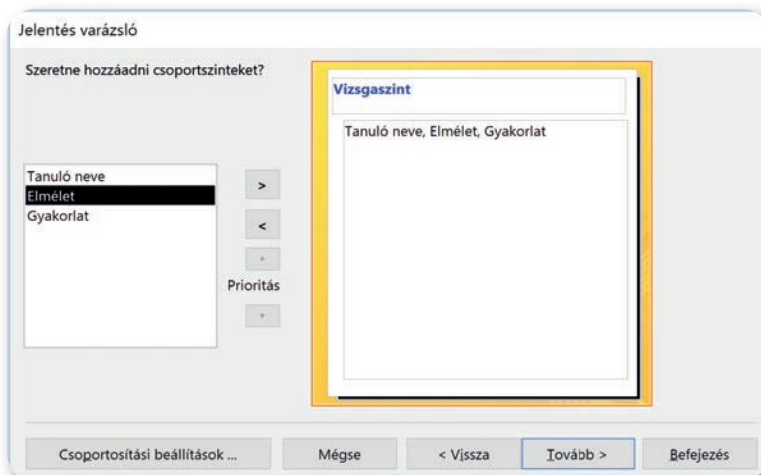 Jelentés varázsló
Szeretne hozzáadni csoportszinteket?
Vizsgaszint
Tanuló neve, Elmélet, Gyakorlat
Tanuló neve
Elmélet
Gyakorlat
>
<
Prioritás
Csoportosítási beállítások ...
Mégse
< Vissza
Tovább >
Befejezés